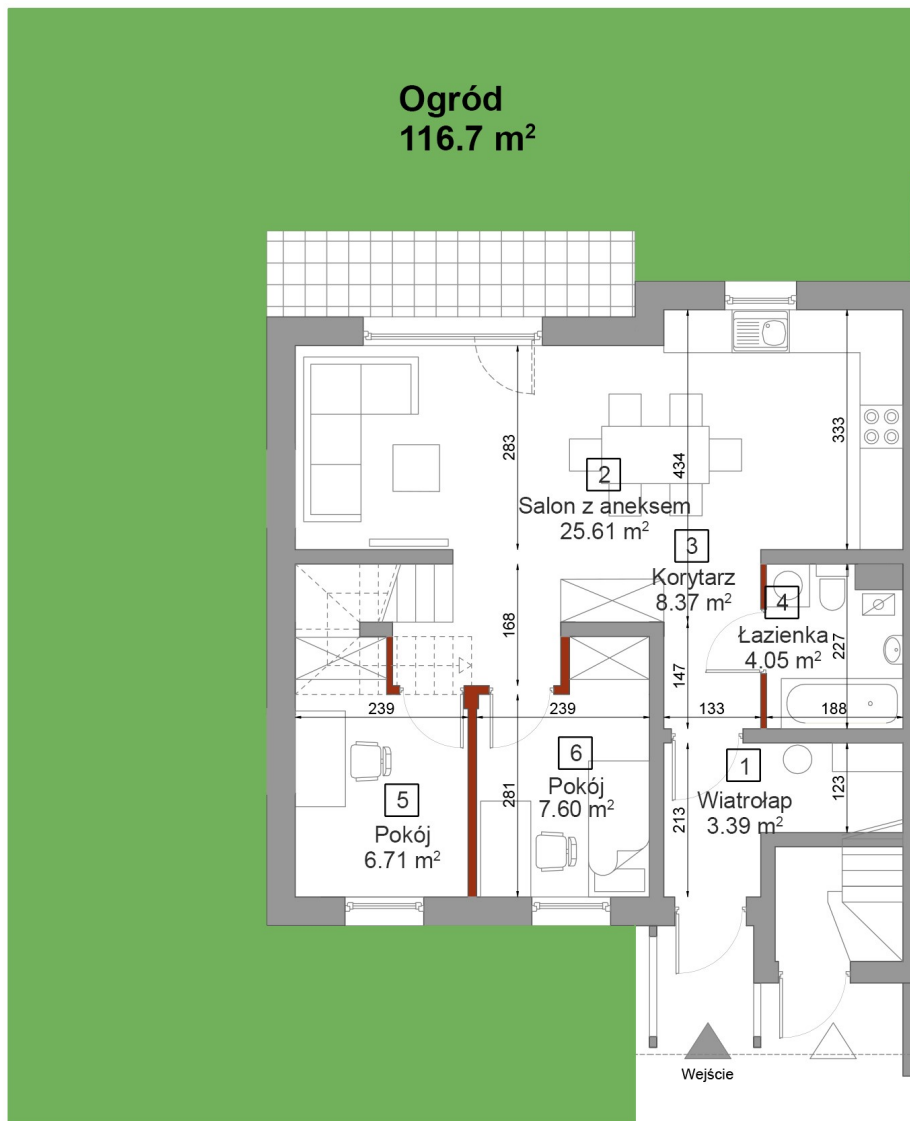 Ogród
116.7 m²
283
434
333
2
Salon z aneksem
25.61 m²
3
Korytarz
8.37 m²
4
Łazienka
4.05 m²
168
227
147
239
239
133
188
1
Wiatrołap
3.39 m²
123
6
Pokój
7.60 m²
281
213
5
Pokój
6.71 m²
Wejście